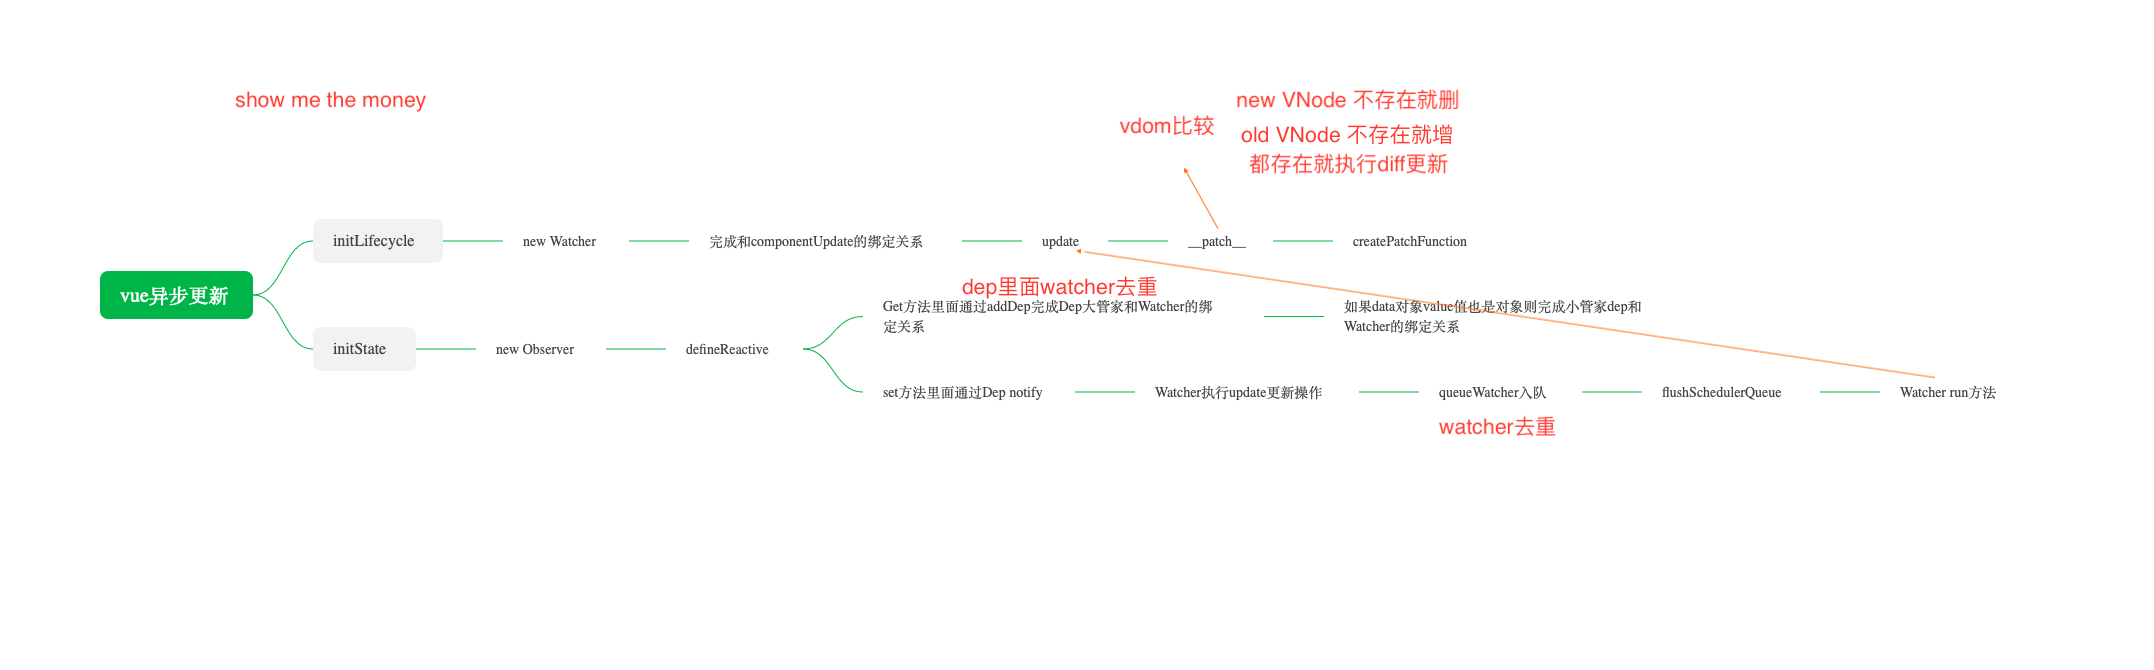 show me the money
new VNode 不存在就删
vdom比较
old VNode 不存在就增
都存在就执行diff更新
initLifecycle
new Watcher
完成和componentUpdate的绑定关系
update
__patch__
createPatchFunction
vue异步更新
dep里面watcher去重
Get方法里面通过addDep完成Dep大管家和Watcher的绑
定关系
如果data对象value值也是对象则完成小管家dep和
Watcher的绑定关系
initState
new Observer
defineReactive
set方法里面通过Dep notify
Watcher执行update更新操作
queueWatcher入队
flushSchedulerQueue
Watcher run方法
watcher去重